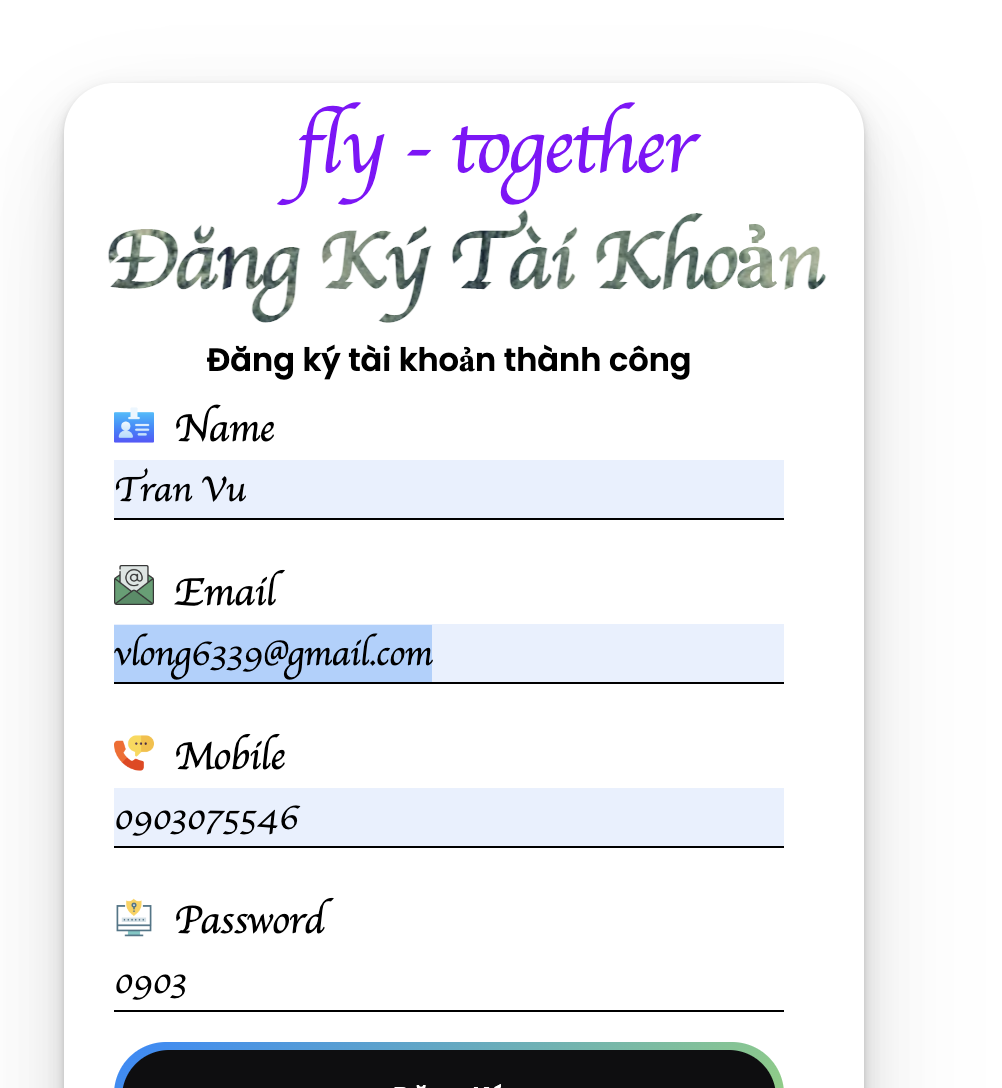 fly - together
Đăng Ký Tài Khoản
Đăng ký tài khoản thành công
Name
Tran Vu
Email
vlong6339@gmail.com
Mobile
0903075546
Password
0903